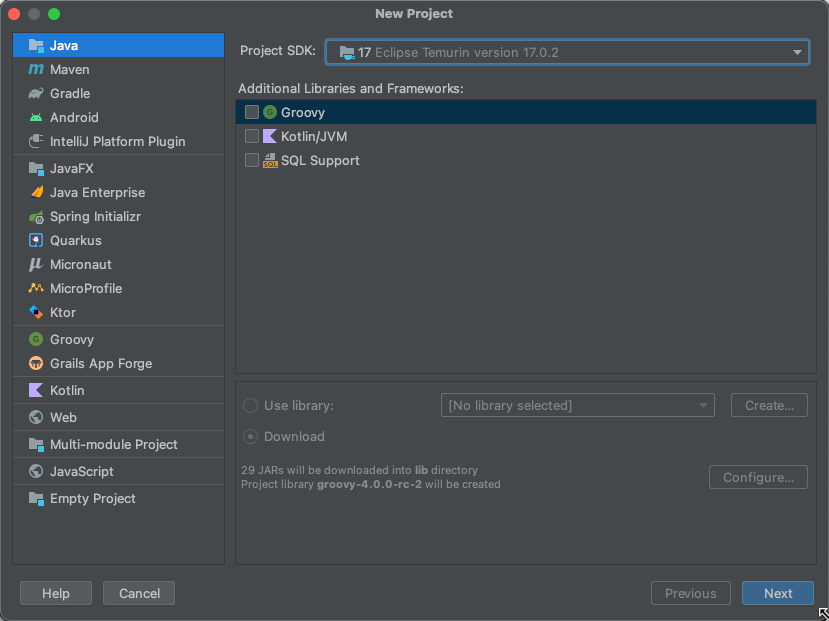 New Project
Java
Maven
Gradle
Android
IntelliJ Platform Plugin
JavaFX
Java Enterprise
Spring Initializr
Quarkus
Micronaut
MicroProfile
Ktor
Groovy
Grails App Forge
Kotlin
Web
Multi-module Project
JavaScript
Empty Project
Project SDK: 17 Eclipse Temurin version 17.0.2
Additional Libraries and Frameworks:
G Groovy
Kotlin/JVM
SQL SQL Support
Use library: [No library selected] Create...
Download
29 JARs will be downloaded into lib directory
Project library groovy-4.0.0-rc-2 will be created
Configure...
Help Cancel Previous Next